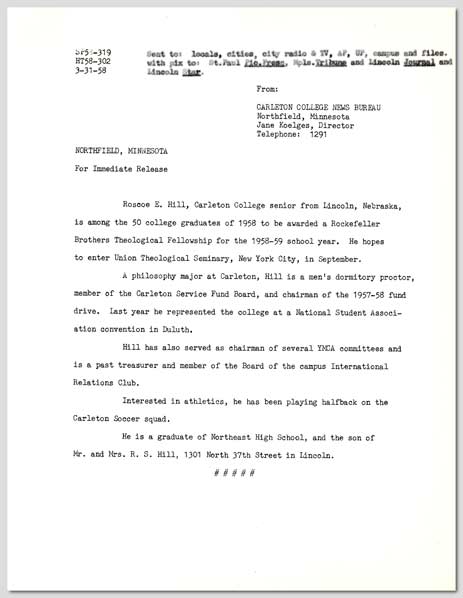 SP58-319
HT58-302
3-31-58
Sent to: locals, cities, city radio & TV, AP, UP, campus and files.
with pix to: St.Paul Pio.Press, Mpls.Tribune and Lincoln Journal and
Lincoln Star.
From:
CARLETON COLLEGE NEWS BUREAU
Northfield, Minnesota
Jane Koelges, Director
Telephone: 1291
NORTHFIELD, MINNESOTA
For Immediate Release
Roscoe E. Hill, Carleton College senior from Lincoln, Nebraska,
is among the 50 college graduates of 1958 to be awarded a Rockefeller
Brothers Theological Fellowship for the 1958-59 school year. He hopes
to enter Union Theological Seminary, New York City, in September.
A philosophy major at Carleton, Hill is a men's dormitory proctor,
member of the Carleton Service Fund Board, and chairman of the 1957-58 fund
drive. Last year he represented the college at a National Student Associ-
ation convention in Duluth.
Hill has also served as chairman of several YMCA committees and
is a past treasurer and member of the Board of the campus International
Relations Club.
Interested in athletics, he has been playing halfback on the
Carleton Soccer squad.
He is a graduate of Northeast High School, and the son of
Mr. and Mrs. R. S. Hill, 1301 North 37th Street in Lincoln.
# # # # #